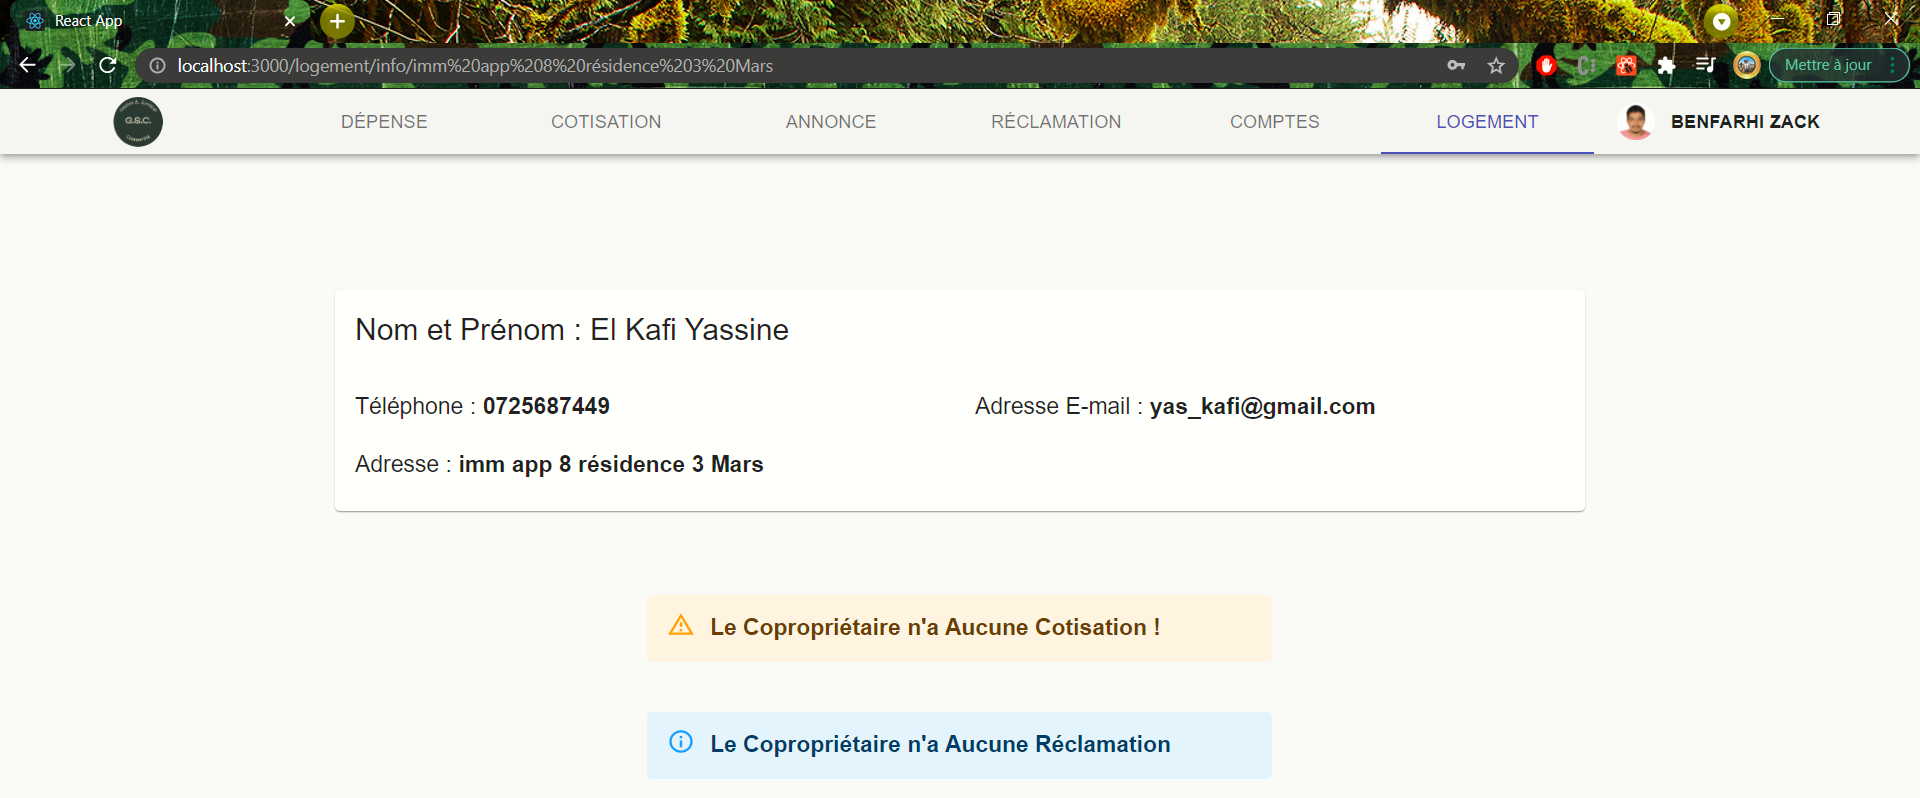 React App
localhost:3000/logement/info/imm%20app%208%20résidence%203%20Mars
Mettre à jour
G.S.C.
DÉPENSE
COTISATION
ANNONCE
RÉCLAMATION
COMPTES
LOGEMENT
BENFARHI ZACK
Nom et Prénom : El Kafi Yassine
Téléphone : 0725687449
Adresse E-mail : yas_kafi@gmail.com
Adresse : imm app 8 résidence 3 Mars
Le Copropriétaire n'a Aucune Cotisation !
Le Copropriétaire n'a Aucune Réclamation